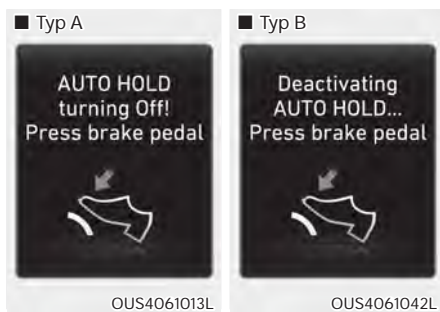 ■ Typ A
AUTO HOLD
turning Off!
Press brake pedal
OUS4061013L
■ Typ B
Deactivating
AUTO HOLD...
Press brake pedal
OUS4061042L